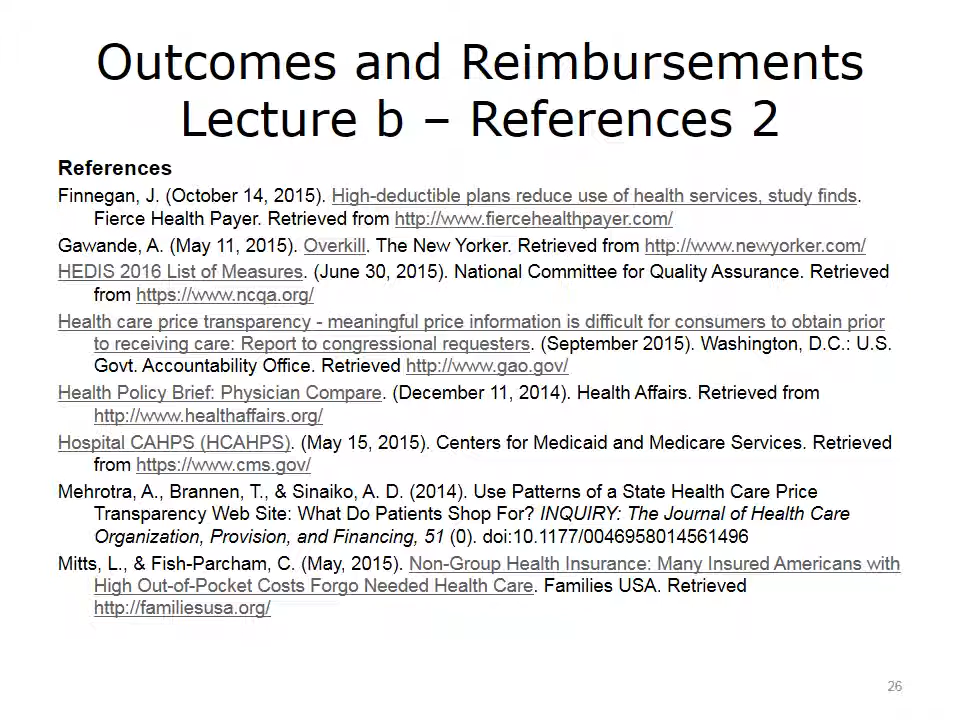 Outcomes and Reimbursements
Lecture b – References 2
References
Finnegan, J. (October 14, 2015). High-deductible plans reduce use of health services, study finds.
Fierce Health Payer. Retrieved from http://www.fiercehealthpayer.com/
Gawande, A. (May 11, 2015). Overkill. The New Yorker. Retrieved from http://www.newyorker.com/
HEDIS 2016 List of Measures. (June 30, 2015). National Committee for Quality Assurance. Retrieved
from https://www.ncqa.org/
Health care price transparency - meaningful price information is difficult for consumers to obtain prior
to receiving care: Report to congressional requesters. (September 2015). Washington, D.C.: U.S.
Govt. Accountability Office. Retrieved http://www.gao.gov/
Health Policy Brief: Physician Compare. (December 11, 2014). Health Affairs. Retrieved from
http://www.healthaffairs.org/
Hospital CAHPS (HCAHPS). (May 15, 2015). Centers for Medicaid and Medicare Services. Retrieved
from https://www.cms.gov/
Mehrotra, A., Brannen, T., & Sinaiko, A. D. (2014). Use Patterns of a State Health Care Price
Transparency Web Site: What Do Patients Shop For? INQUIRY: The Journal of Health Care
Organization, Provision, and Financing, 51 (0). doi:10.1177/0046958014561496
Mitts, L., & Fish-Parcham, C. (May, 2015). Non-Group Health Insurance: Many Insured Americans with
High Out-of-Pocket Costs Forgo Needed Health Care. Families USA. Retrieved
http://familiesusa.org/
26